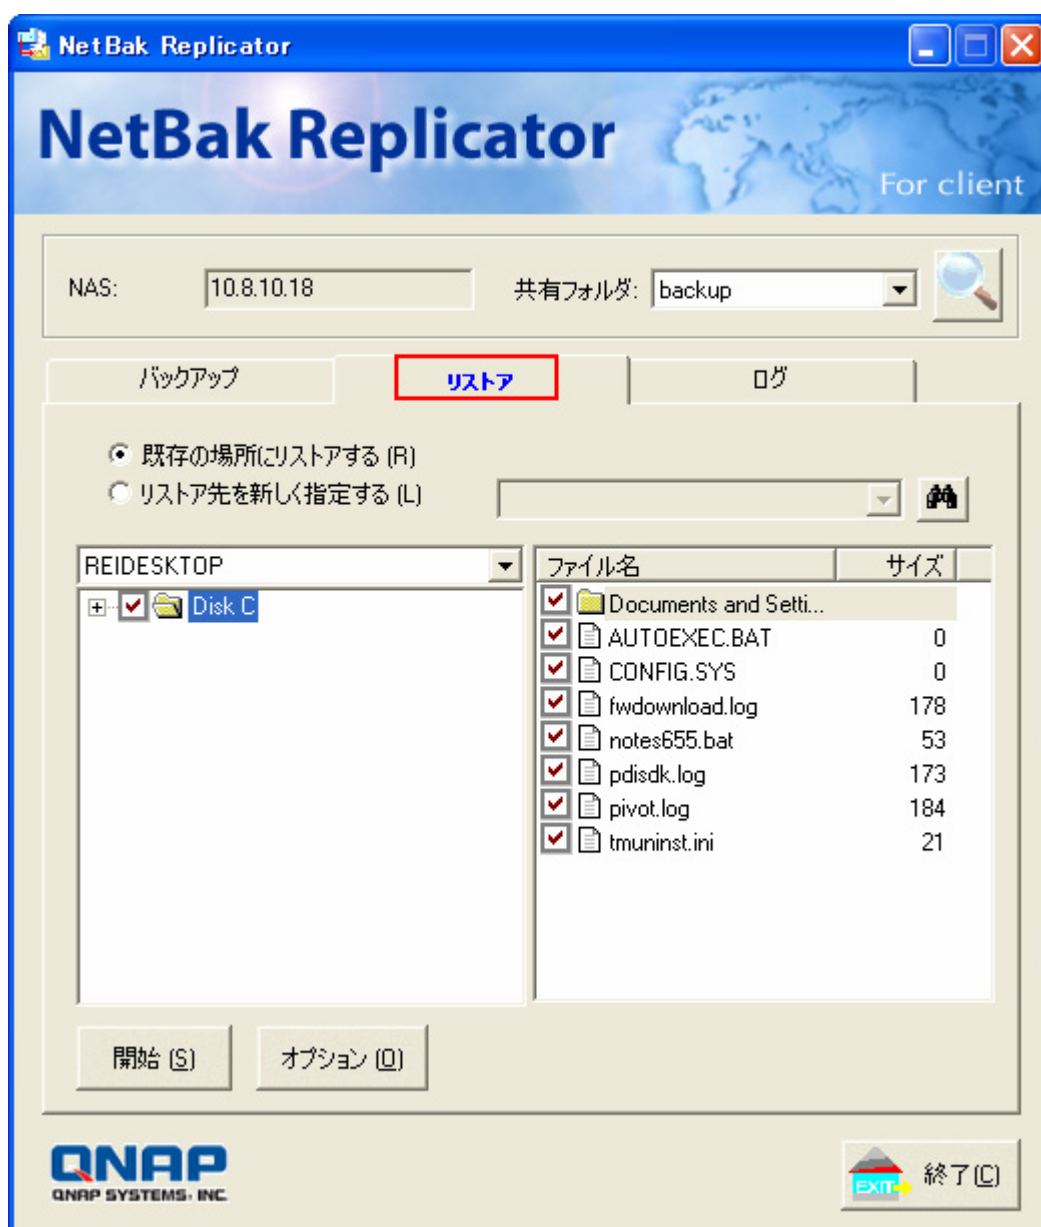 NetBak Replicator
NetBak Replicator
For client
NAS: 10.8.10.18 共有フォルダ: backup
バックアップ リストア ログ
既存の場所にリストアする (R)
リストア先を新しく指定する (L)
REIDESKTOP
Disk C
ファイル名 サイズ
Documents and Setti...
AUTOEXEC.BAT 0
CONFIG.SYS 0
fwdownload.log 178
notes655.bat 53
pdisdk.log 173
pivot.log 184
tmuninst.ini 21
開始 (S) オプション (O)
QNAP
QNAP SYSTEMS, INC.
EXIT 終了(C)